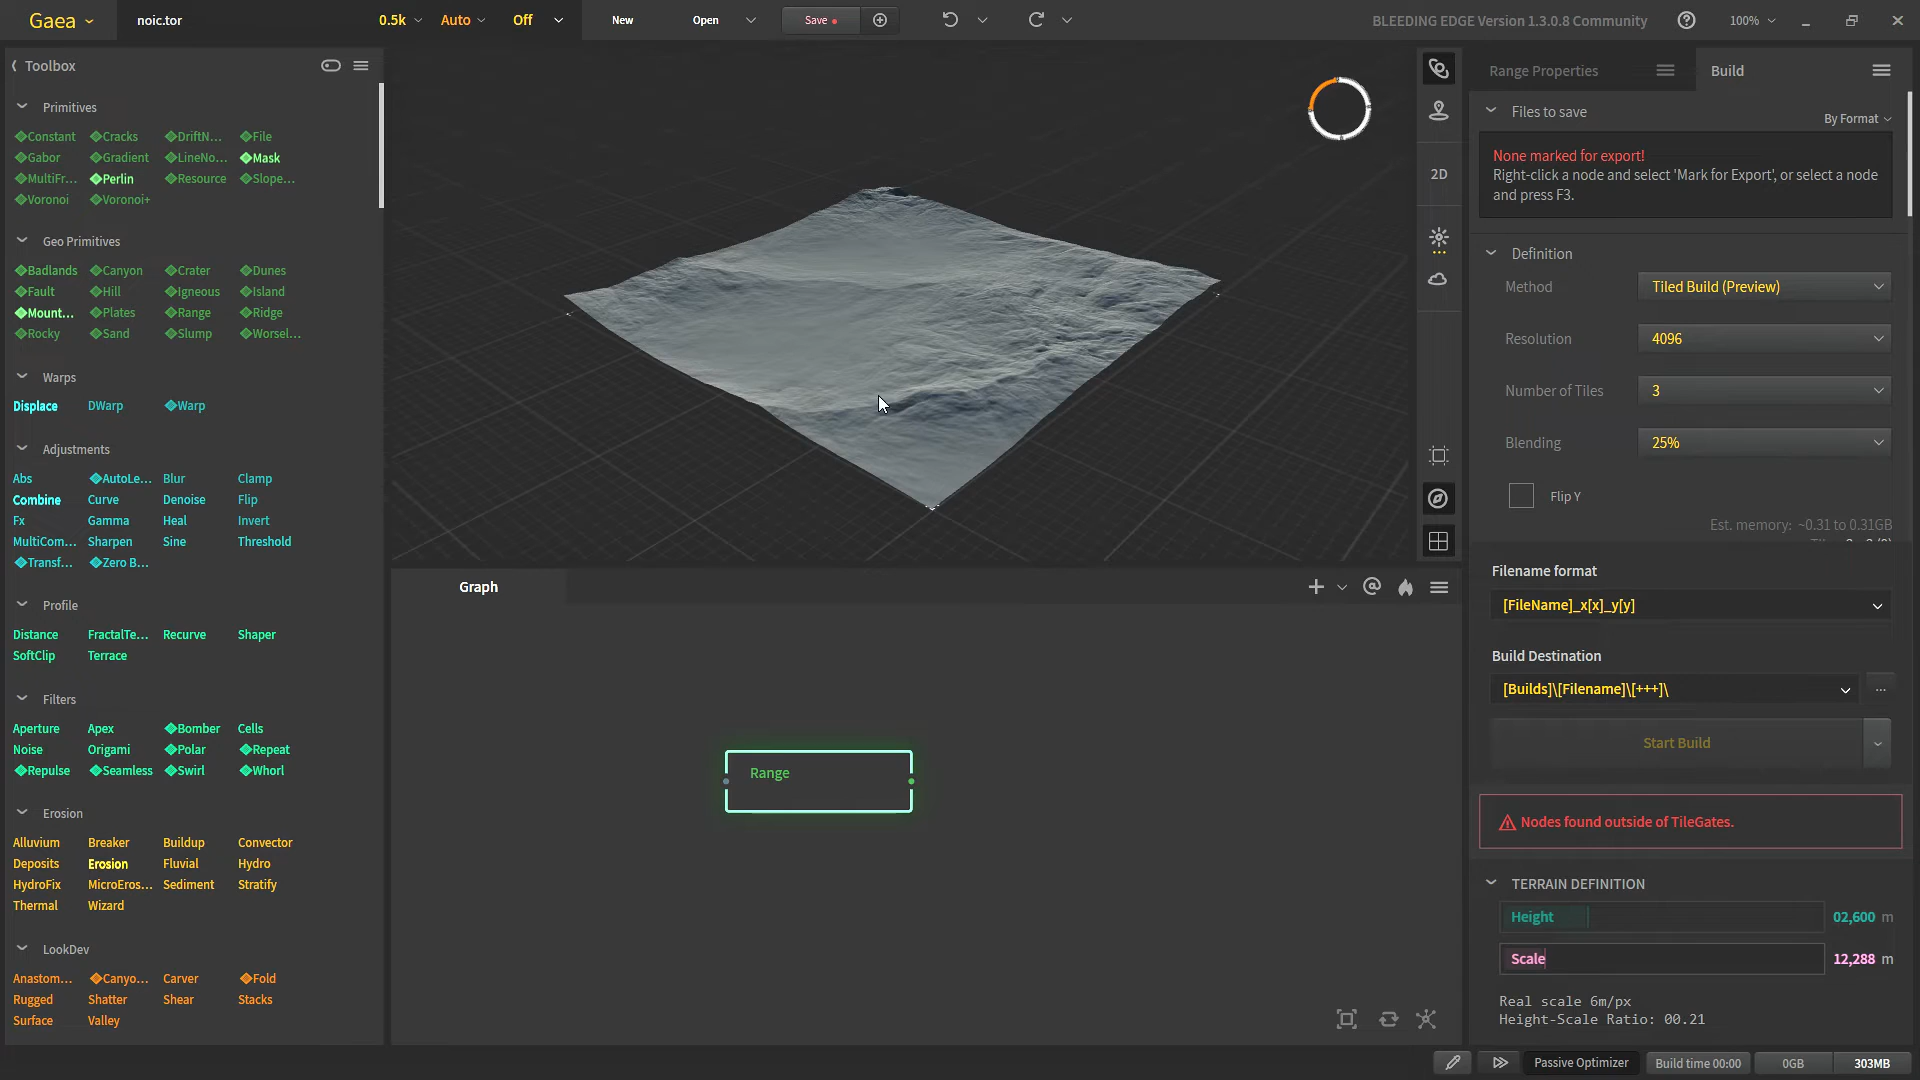 Gaea
noic.tor
0.5k
Auto
Off
New
Open
Save
BLEEDING EDGE Version 1.3.0.8 Community
100%
Toolbox
Primitives
Constant Cracks DriftN... File
Gabor Gradient LineNo... Mask
MultiFr... Perlin Resource Slope...
Voronoi Voronoi+
Geo Primitives
Badlands Canyon Crater Dunes
Fault Hill Igneous Island
Mount... Plates Range Ridge
Rocky Sand Slump Worsel...
Warps
Displace DWarp Warp
Adjustments
Abs AutoLe... Blur Clamp
Combine Curve Denoise Flip
Fx Gamma Heal Invert
MultiCom... Sharpen Sine Threshold
Transf... Zero B...
Profile
Distance FractalTe... Recurve Shaper
SoftClip Terrace
Filters
Aperture Apex Bomber Cells
Noise Origami Polar Repeat
Repulse Seamless Swirl Whorl
Erosion
Alluvium Breaker Buildup Convector
Deposits Erosion Fluvial Hydro
HydroFix MicroEros... Sediment Stratify
Thermal Wizard
LookDev
Anastom... Canyo... Carver Fold
Rugged Shatter Shear Stacks
Surface Valley
2D
Graph
Range
Range Properties
Build
Files to save
By Format
None marked for export!
Right-click a node and select 'Mark for Export', or select a node
and press F3.
Definition
Method Tiled Build (Preview)
Resolution 4096
Number of Tiles 3
Blending 25%
Flip Y
Est. memory: ~0.31 to 0.31GB
Filename format
[FileName]_x[x]_y[y]
Build Destination
[Builds]\[Filename]\[+++]\
...
Start Build
Nodes found outside of TileGates.
TERRAIN DEFINITION
Height 02,600 m
Scale 12,288 m
Real scale 6m/px
Height-Scale Ratio: 00.21
Passive Optimizer
Build time 00:00
0GB
303MB